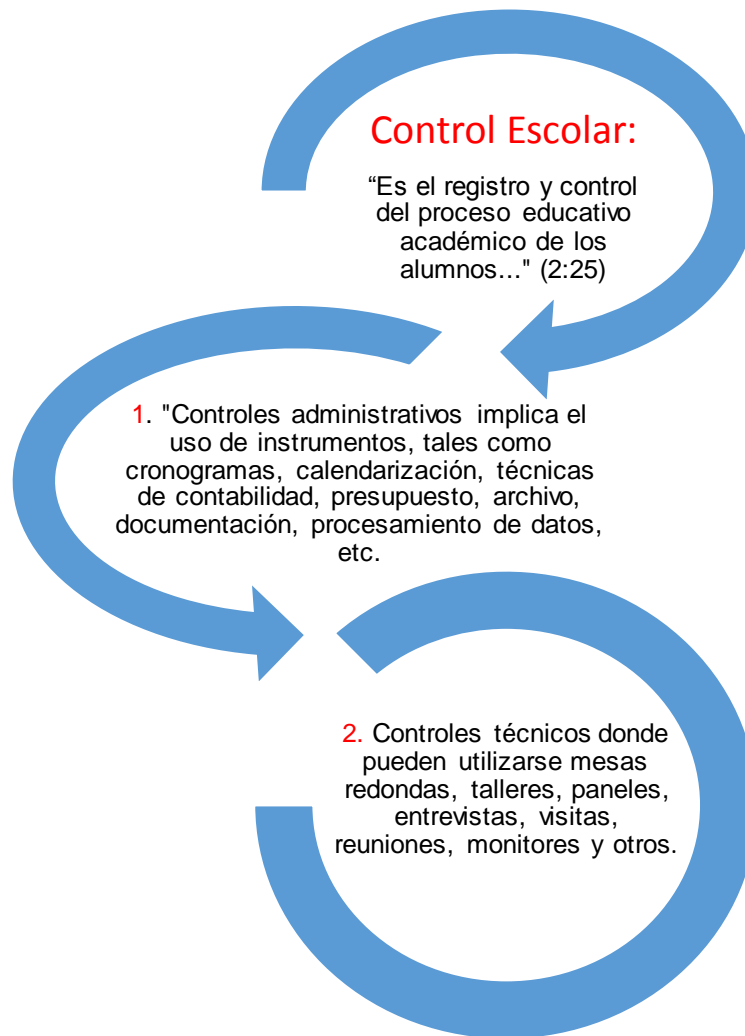 Control Escolar:
“Es el registro y control
del proceso educativo
académico de los
alumnos..." (2:25)
1. "Controles administrativos implica el
uso de instrumentos, tales como
cronogramas, calendarización, técnicas
de contabilidad, presupuesto, archivo,
documentación, procesamiento de datos,
etc.
2. Controles técnicos donde
pueden utilizarse mesas
redondas, talleres, paneles,
entrevistas, visitas,
reuniones, monitores y otros.